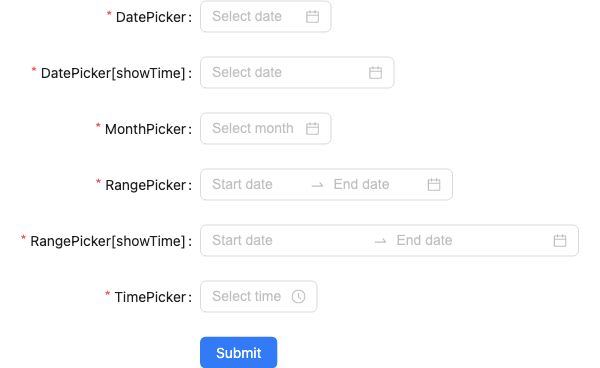 * DatePicker: Select date
* DatePicker[showTime]: Select date
* MonthPicker: Select month
* RangePicker: Start date → End date
* RangePicker[showTime]: Start date → End date
* TimePicker: Select time
Submit